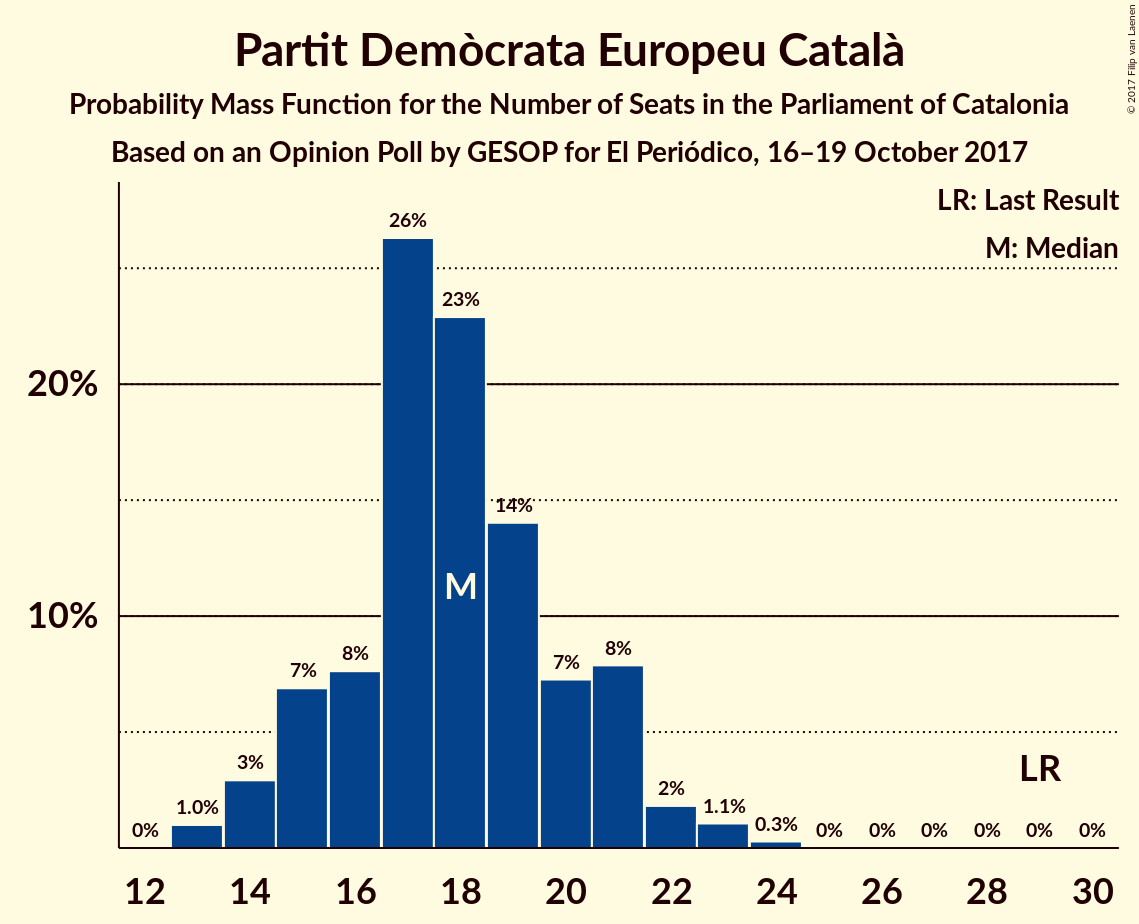 Partit Demòcrata Europeu Català
Probability Mass Function for the Number of Seats in the Parliament of Catalonia
Based on an Opinion Poll by GESOP for El Periódico, 16–19 October 2017
© 2017 Filip van Laenen
LR: Last Result
M: Median
20%
10%
0%
1.0%
3%
7%
8%
26%
23%
14%
7%
8%
2%
1.1%
0.3%
0%
0%
0%
0%
0%
0%
M
LR
12 14 16 18 20 22 24 26 28 30